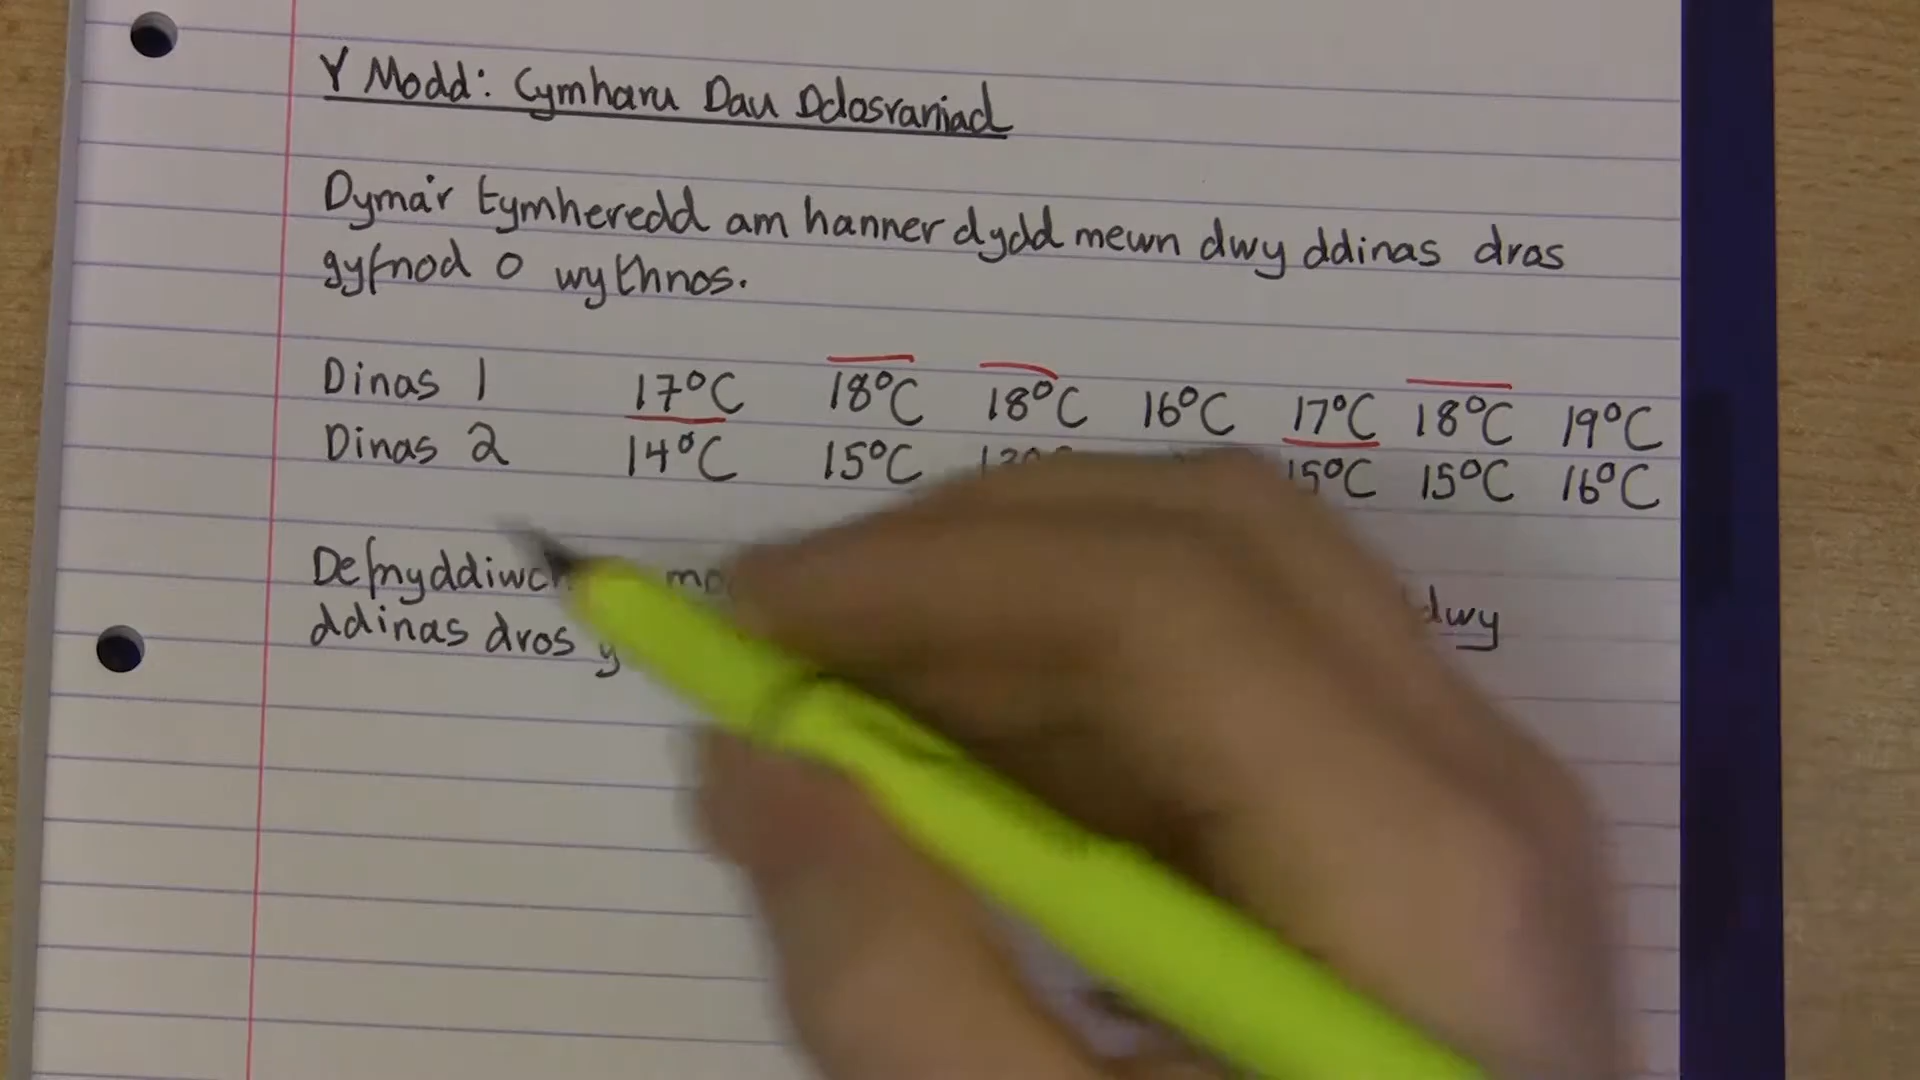 Y Modd: Cymharu Dau Ddosraniad
Dyma'r tymheredd am hanner dydd mewn dwy ddinas dros
gyfnod o wythnos.
Dinas 1 17°C 18°C 18°C 16°C 17°C 18°C 19°C
Dinas 2 14°C 15°C 15°C 15°C 16°C
dwy
ddinas dros